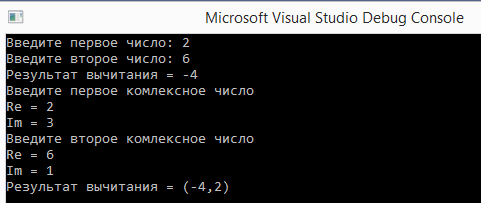 Microsoft Visual Studio Debug Console
Введите первое число: 2
Введите второе число: 6
Результат вычитания = -4
Введите первое комлексное число
Re = 2
Im = 3
Введите второе комлексное число
Re = 6
Im = 1
Результат вычитания = (-4,2)